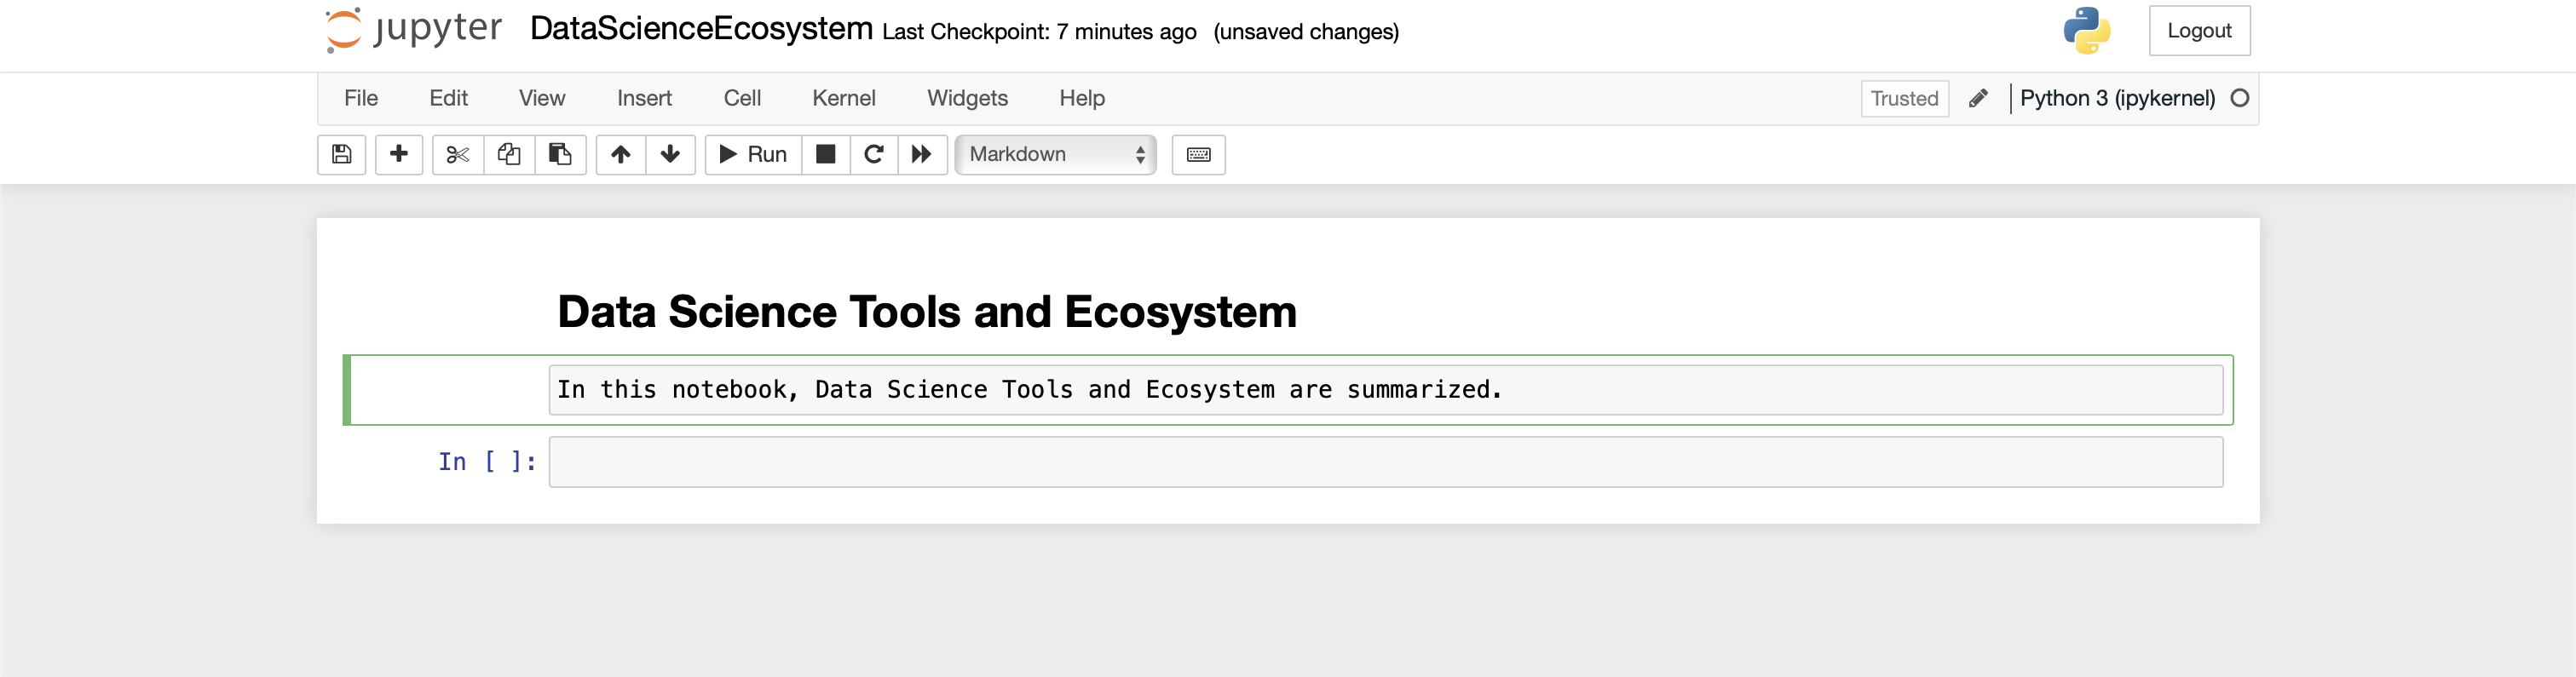 jupyter DataScienceEcosystem Last Checkpoint: 7 minutes ago (unsaved changes) Logout
File Edit View Insert Cell Kernel Widgets Help Trusted Python 3 (ipykernel)
Run Markdown
Data Science Tools and Ecosystem
In this notebook, Data Science Tools and Ecosystem are summarized.
In [ ]: